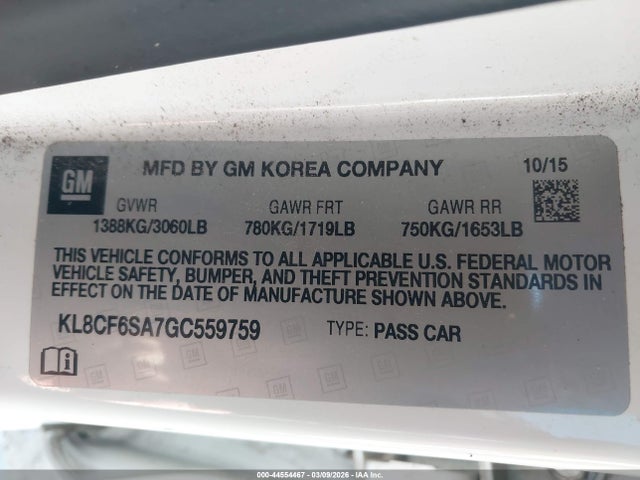 GM
MFD BY GM KOREA COMPANY
10/15
GVWR GAWR FRT GAWR RR
1388KG/3060LB 780KG/1719LB 750KG/1653LB
THIS VEHICLE CONFORMS TO ALL APPLICABLE U.S. FEDERAL MOTOR
VEHICLE SAFETY, BUMPER, AND THEFT PREVENTION STANDARDS IN
EFFECT ON THE DATE OF MANUFACTURE SHOWN ABOVE.
KL8CF6SA7GC559759 TYPE: PASS CAR
000-44554467 - 03/09/2026 - IAA Inc.